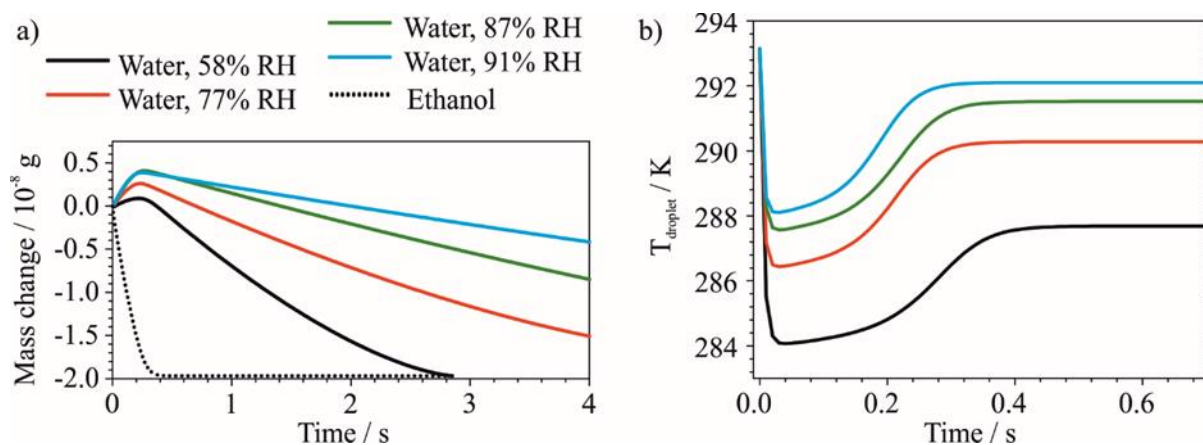 a)
Water, 58% RH
Water, 77% RH
Water, 87% RH
Water, 91% RH
Ethanol
Mass change / 10⁻⁸ g
0.5
0.0
-0.5
-1.0
-1.5
-2.0
0 1 2 3 4
Time / s
b)
T_droplet / K
294
292
290
288
286
284
0.0 0.2 0.4 0.6
Time / s